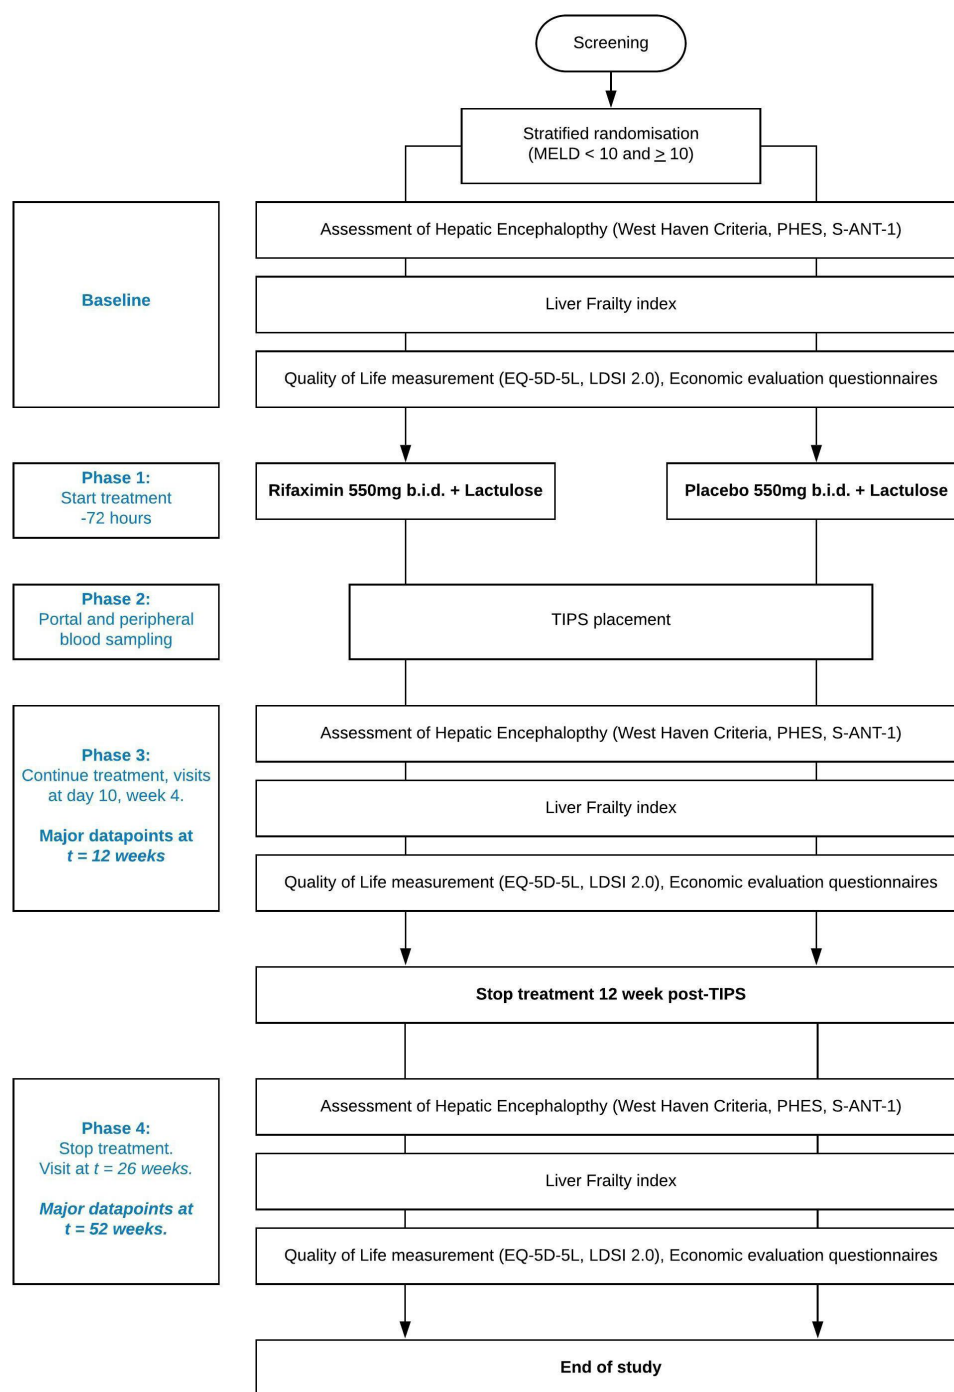 Screening
Stratified randomisation
(MELD < 10 and ≥ 10)
Baseline
Assessment of Hepatic Encephalopthy (West Haven Criteria, PHES, S-ANT-1)
Liver Frailty index
Quality of Life measurement (EQ-5D-5L, LDSI 2.0), Economic evaluation questionnaires
Phase 1:
Start treatment
-72 hours
Rifaximin 550mg b.i.d. + Lactulose
Placebo 550mg b.i.d. + Lactulose
Phase 2:
Portal and peripheral
blood sampling
TIPS placement
Phase 3:
Continue treatment, visits
at day 10, week 4.
Major datapoints at
t = 12 weeks
Assessment of Hepatic Encephalopthy (West Haven Criteria, PHES, S-ANT-1)
Liver Frailty index
Quality of Life measurement (EQ-5D-5L, LDSI 2.0), Economic evaluation questionnaires
Stop treatment 12 week post-TIPS
Phase 4:
Stop treatment.
Visit at t = 26 weeks.
Major datapoints at
t = 52 weeks.
Assessment of Hepatic Encephalopthy (West Haven Criteria, PHES, S-ANT-1)
Liver Frailty index
Quality of Life measurement (EQ-5D-5L, LDSI 2.0), Economic evaluation questionnaires
End of study